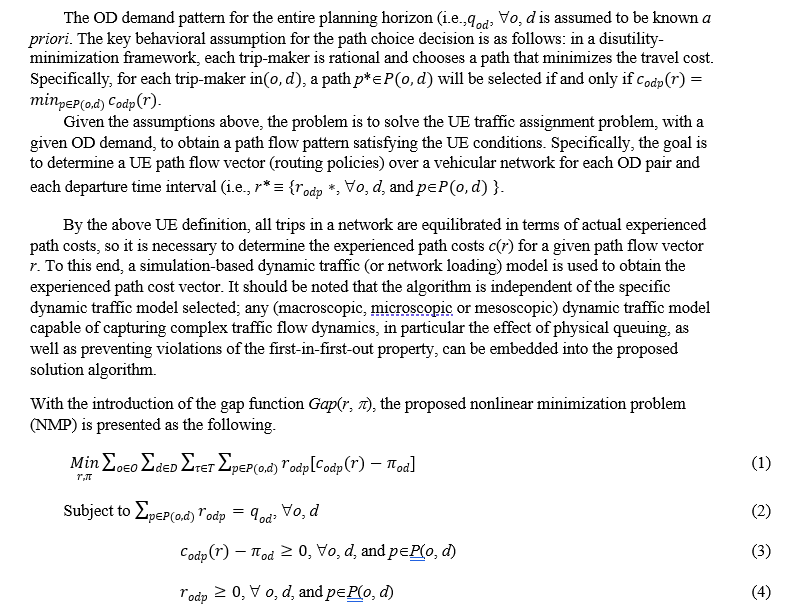 The OD demand pattern for the entire planning horizon (i.e.,q_od, ∀o, d is assumed to be known a
priori. The key behavioral assumption for the path choice decision is as follows: in a disutility-
minimization framework, each trip-maker is rational and chooses a path that minimizes the travel cost.
Specifically, for each trip-maker in(o, d), a path p*∈P(o, d) will be selected if and only if c_odp(r) =
min_p∈P(o,d) c_odp(r).
Given the assumptions above, the problem is to solve the UE traffic assignment problem, with a
given OD demand, to obtain a path flow pattern satisfying the UE conditions. Specifically, the goal is
to determine a UE path flow vector (routing policies) over a vehicular network for each OD pair and
each departure time interval (i.e., r* ≡ {r_odp *, ∀o, d, and p∈P(o, d) }.
By the above UE definition, all trips in a network are equilibrated in terms of actual experienced
path costs, so it is necessary to determine the experienced path costs c(r) for a given path flow vector
r. To this end, a simulation-based dynamic traffic (or network loading) model is used to obtain the
experienced path cost vector. It should be noted that the algorithm is independent of the specific
dynamic traffic model selected; any (macroscopic, microscopic or mesoscopic) dynamic traffic model
capable of capturing complex traffic flow dynamics, in particular the effect of physical queuing, as
well as preventing violations of the first-in-first-out property, can be embedded into the proposed
solution algorithm.
With the introduction of the gap function Gap(r, π), the proposed nonlinear minimization problem
(NMP) is presented as the following.
Min_r,π ∑_o∈O ∑_d∈D ∑_τ∈T ∑_p∈P(o,d) r_odp[c_odp(r) − π_od] (1)
Subject to ∑_p∈P(o,d) r_odp = q_od, ∀o, d (2)
c_odp(r) − π_od ≥ 0, ∀o, d, and p∈P(o, d) (3)
r_odp ≥ 0, ∀ o, d, and p∈P(o, d) (4)